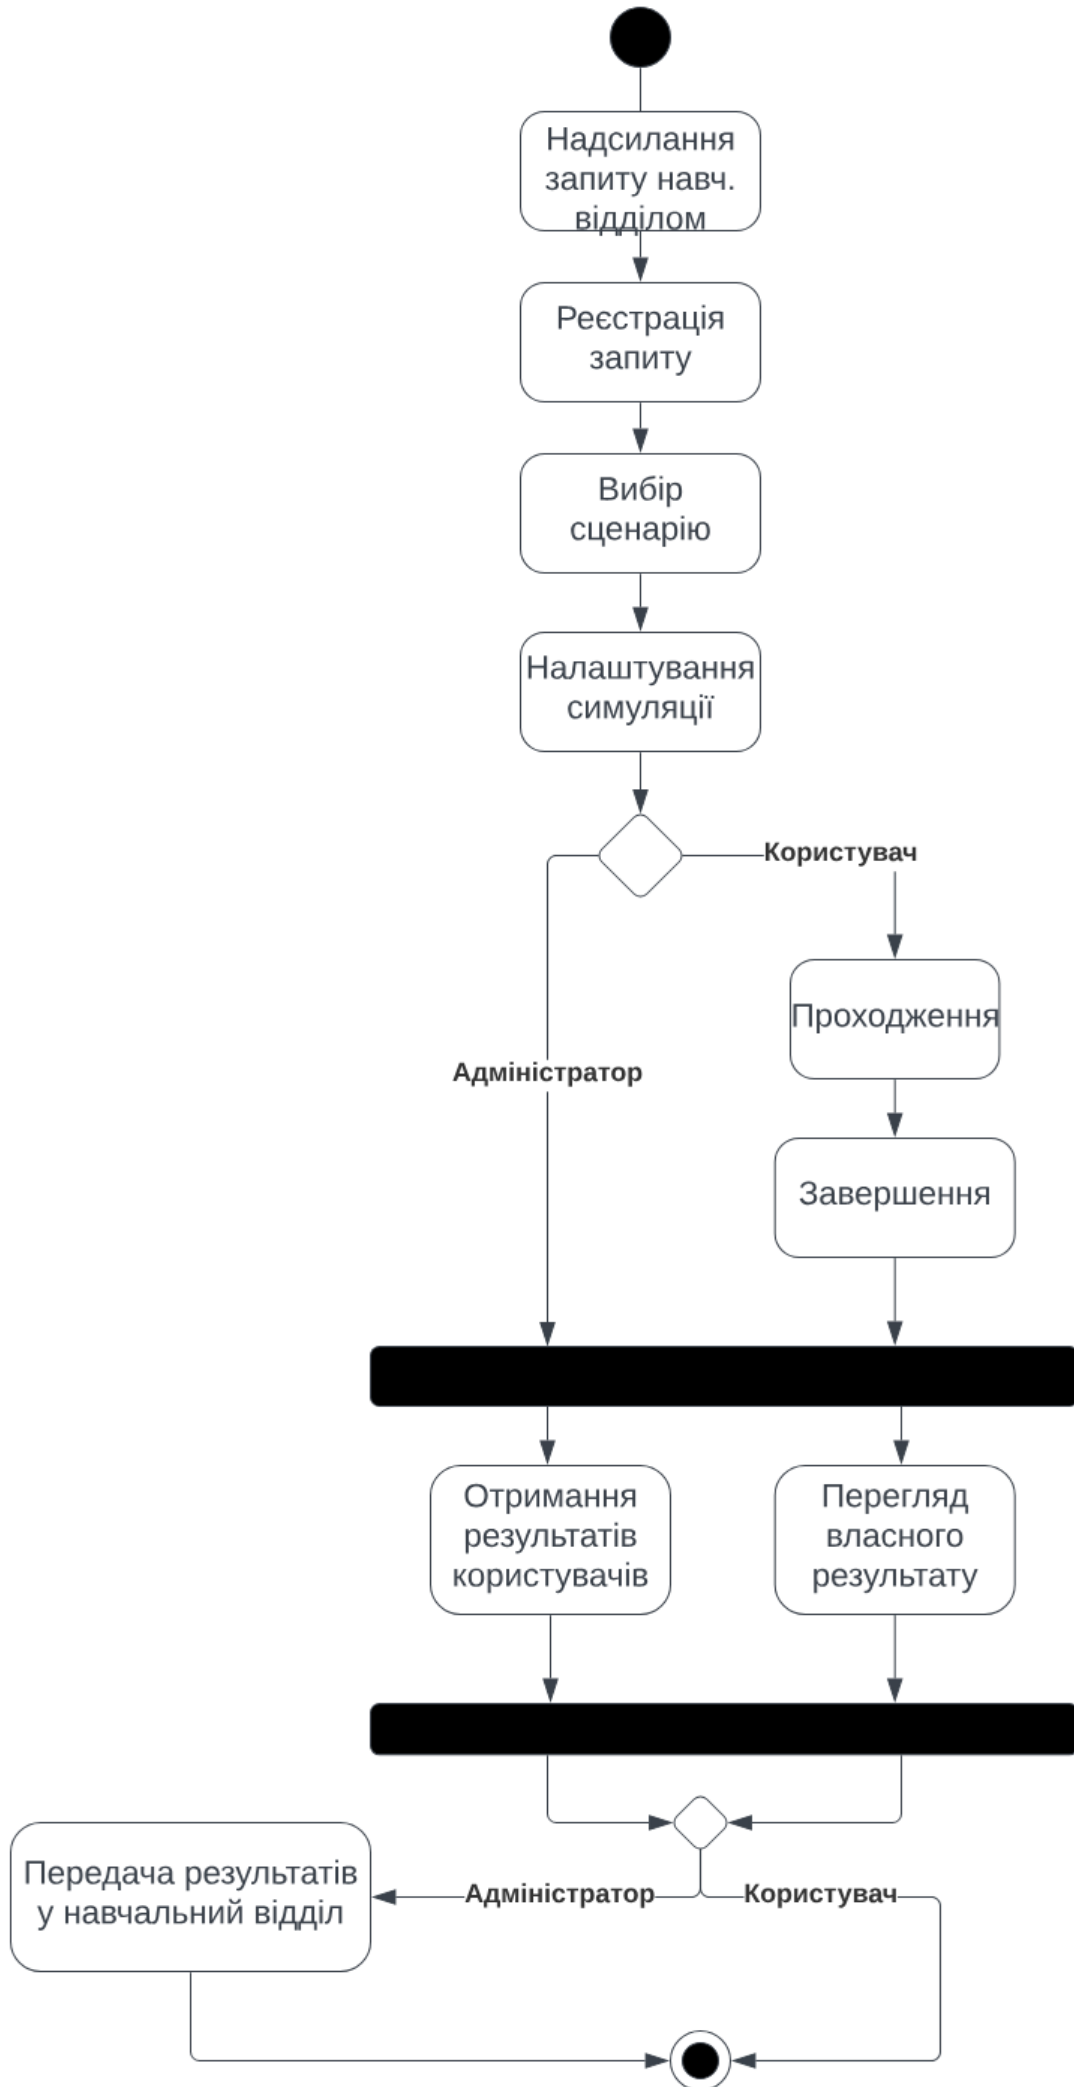 Надсилання
запиту навч.
відділом
Реєстрація
запиту
Вибір
сценарію
Налаштування
симуляції
Користувач
Проходження
Адміністратор
Завершення
Отримання
результатів
користувачів
Перегляд
власного
результату
Передача результатів
у навчальний відділ
Адміністратор
Користувач